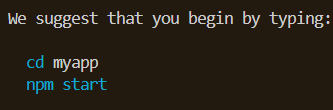 We suggest that you begin by typing:
cd myapp
npm start